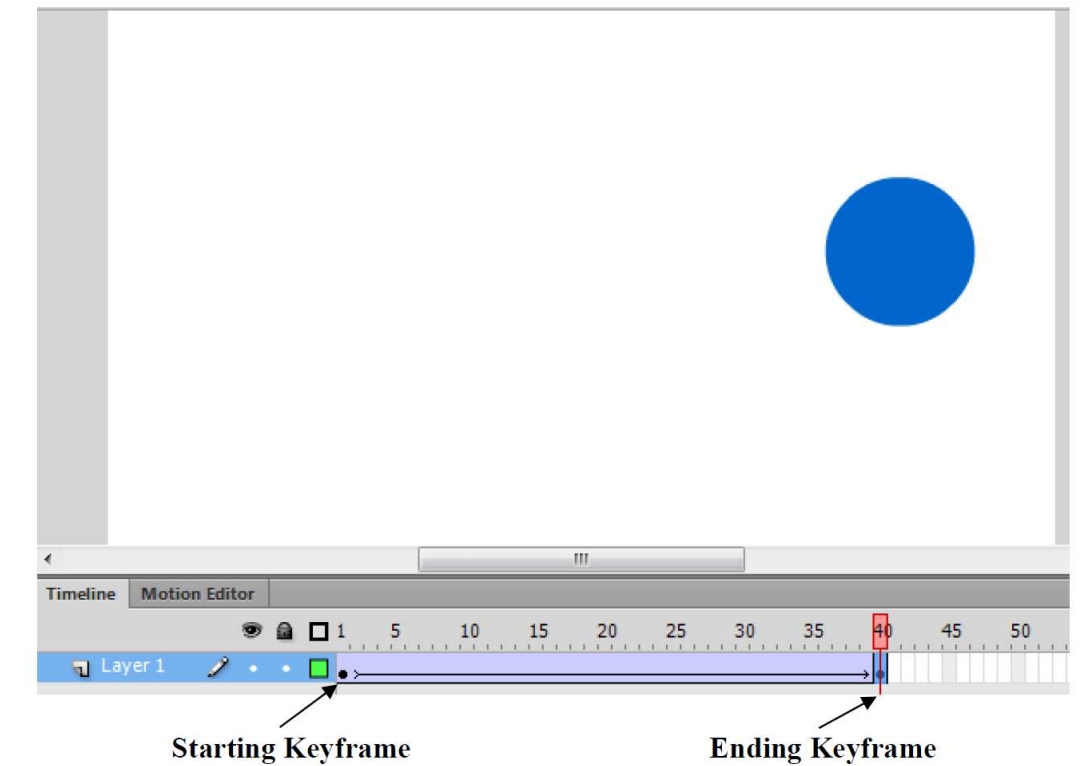 Timeline Motion Editor
1 5 10 15 20 25 30 35 40 45 50
Layer 1
Starting Keyframe Ending Keyframe